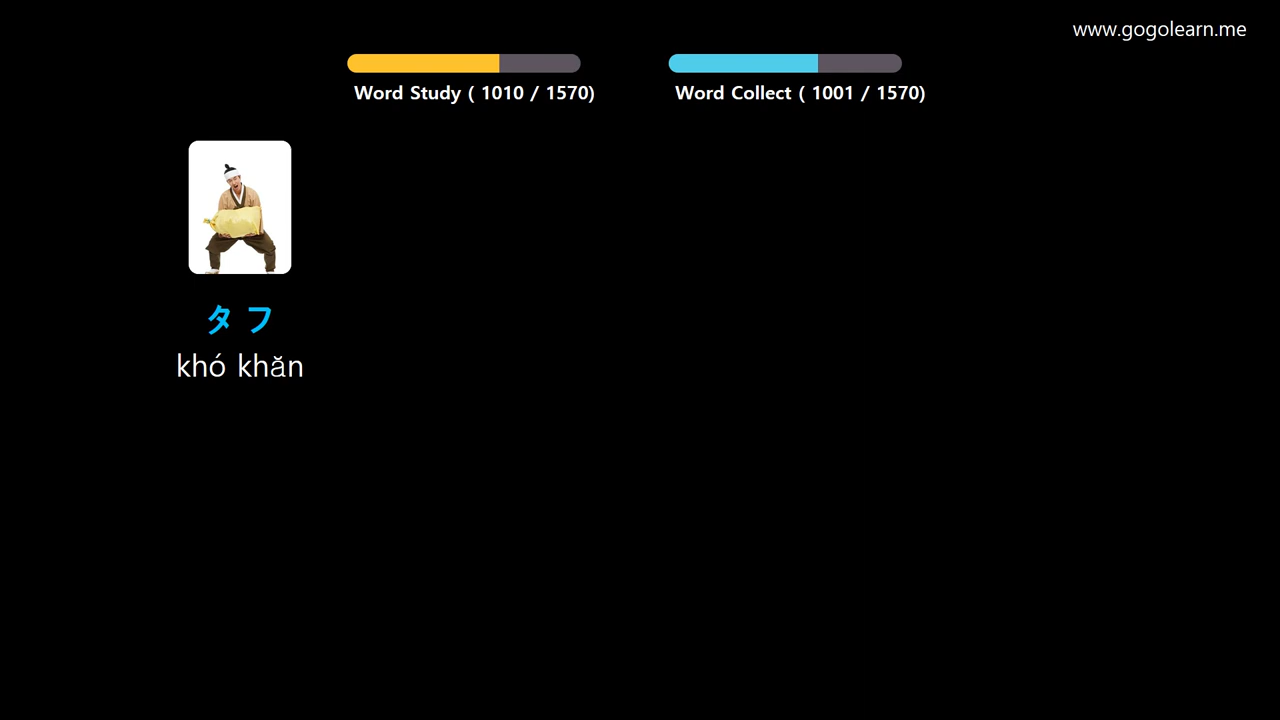 www.gogolearn.me
Word Study ( 1010 / 1570)
Word Collect ( 1001 / 1570)
タフ
khó khăn